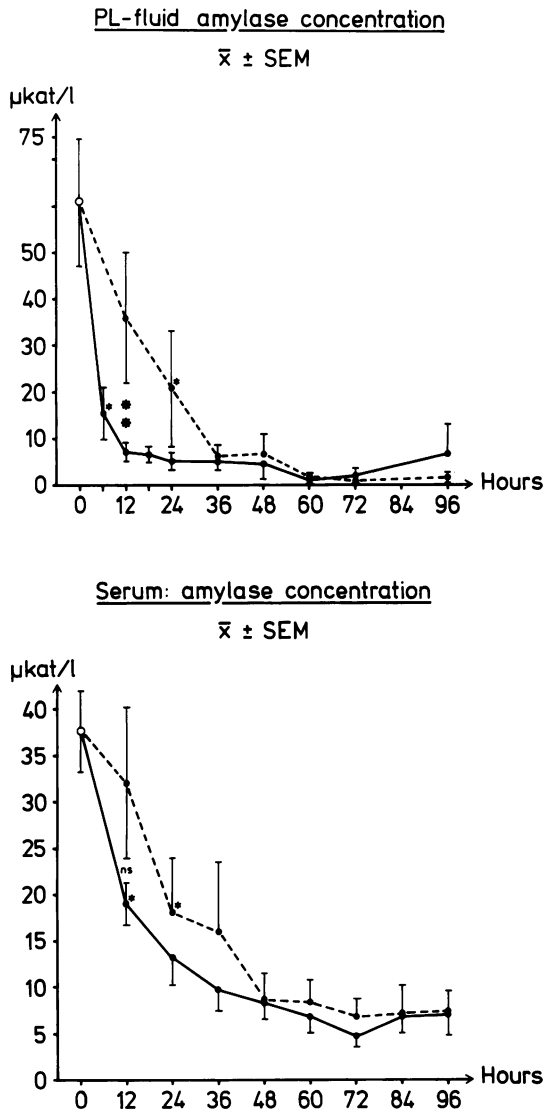 PL-fluid amylase concentration
x̄ ± SEM
μkat/l
75
50
40
30
20
10
0
* 
*
*
*
0 12 24 36 48 60 72 84 96 Hours
Serum: amylase concentration
x̄ ± SEM
μkat/l
40
35
30
25
20
15
10
5
0
ns
*
*
0 12 24 36 48 60 72 84 96 Hours